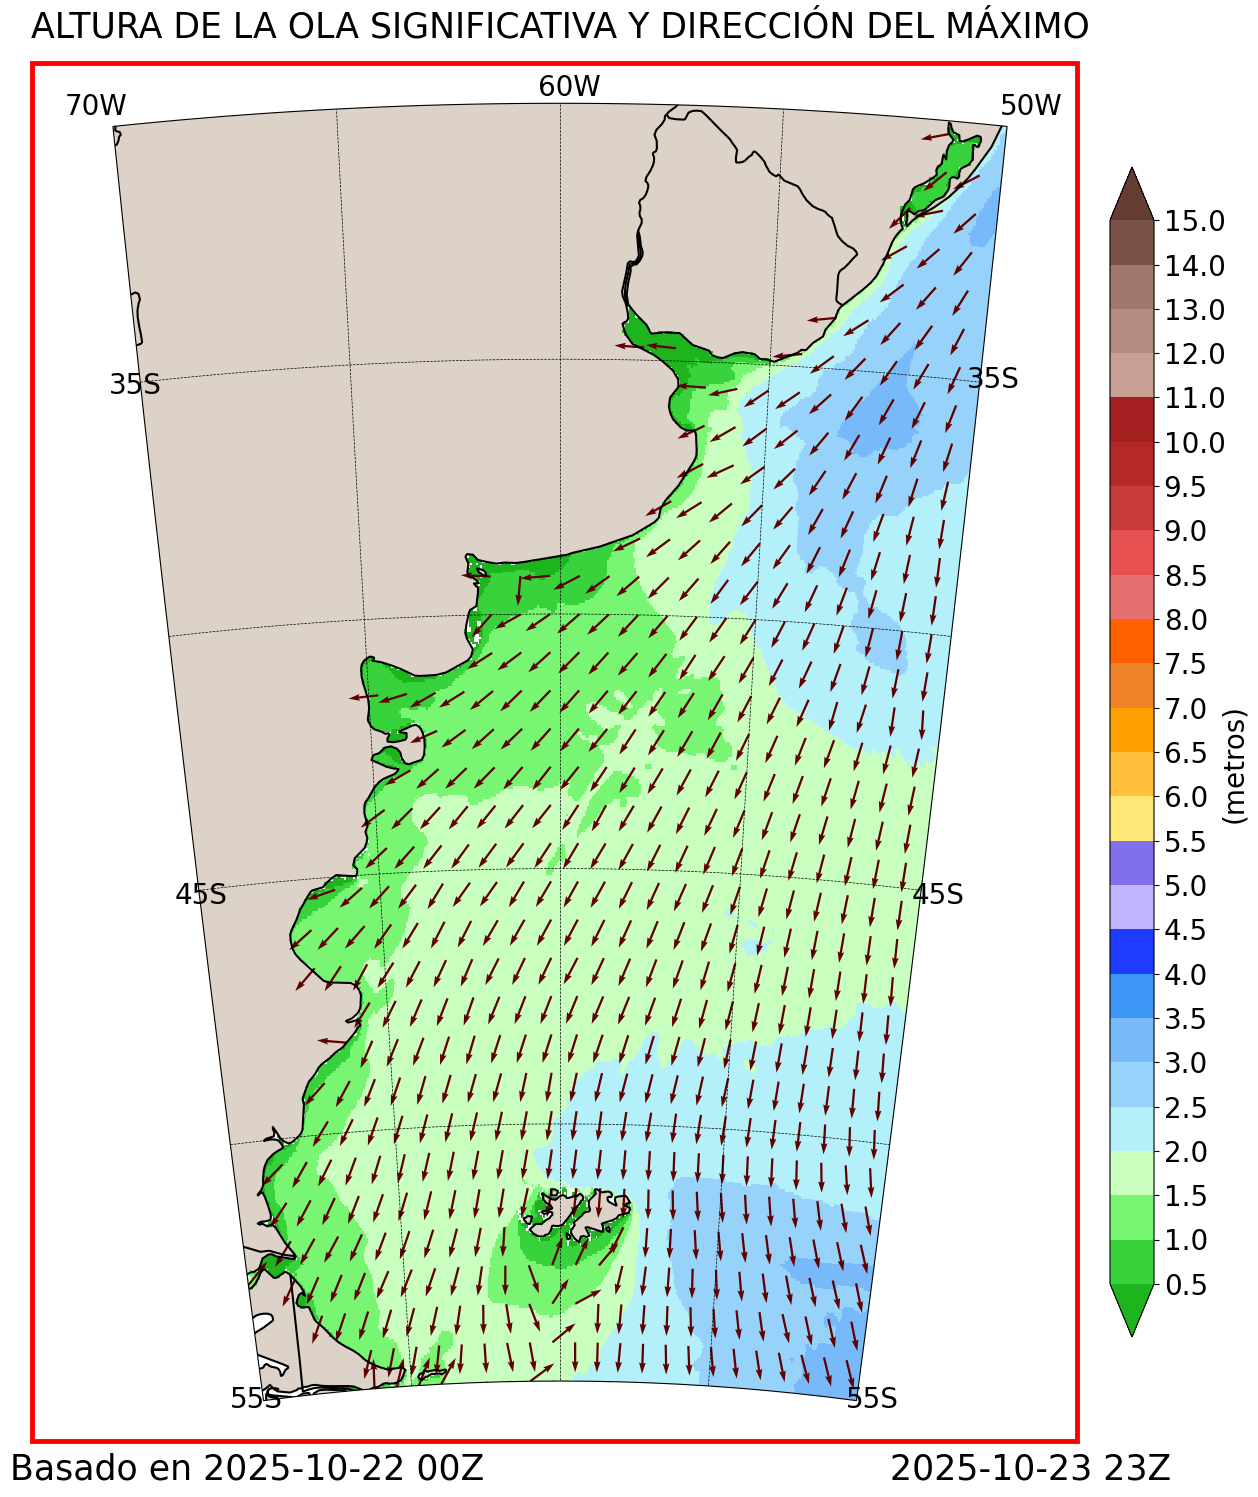 ALTURA DE LA OLA SIGNIFICATIVA Y DIRECCIÓN DEL MÁXIMO
70W
60W
50W
35S
35S
45S
45S
55S
55S
15.0
14.0
13.0
12.0
11.0
10.0
9.5
9.0
8.5
8.0
7.5
7.0
6.5
6.0
5.5
5.0
4.5
4.0
3.5
3.0
2.5
2.0
1.5
1.0
0.5
(metros)
Basado en 2025-10-22 00Z
2025-10-23 23Z